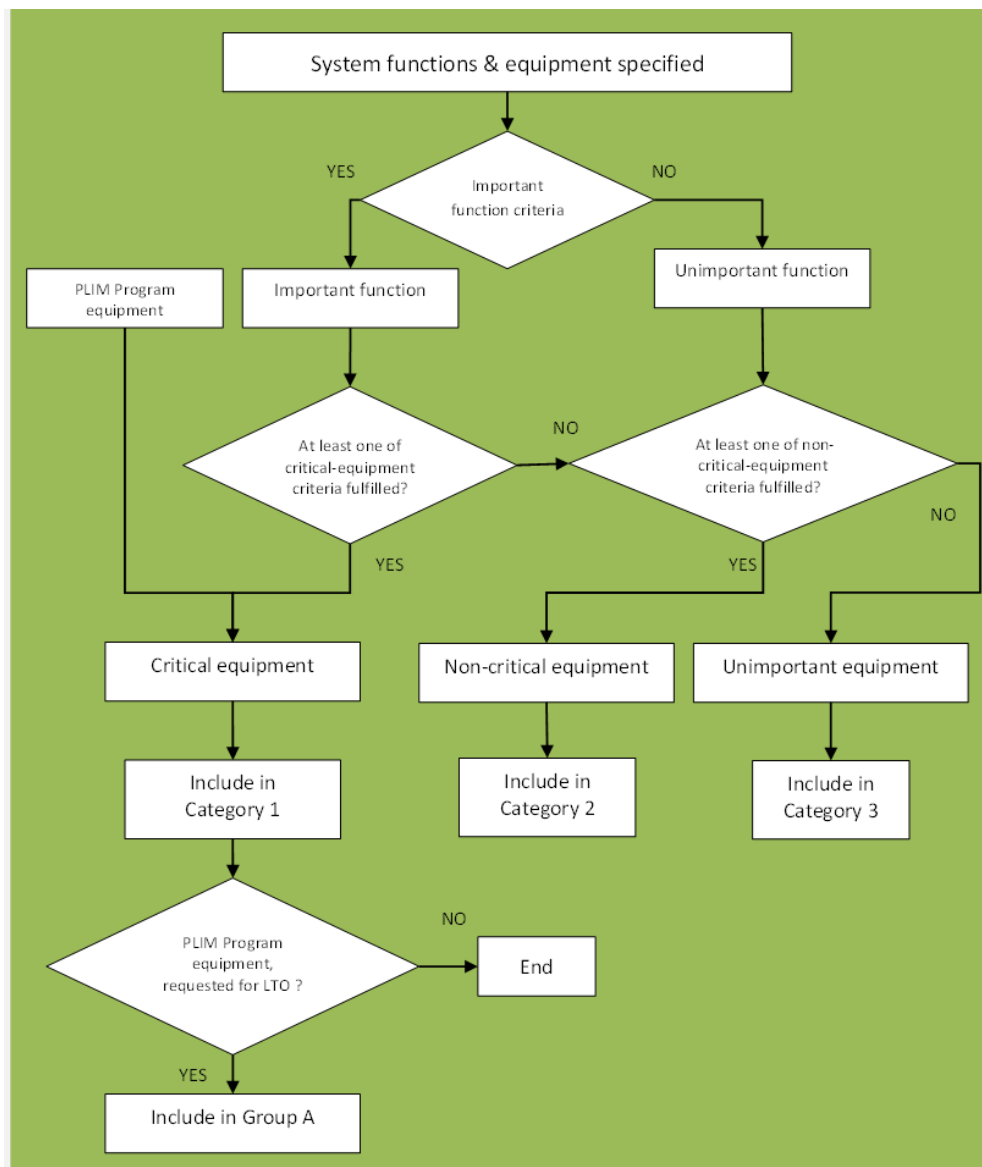 System functions & equipment specified
YES
NO
Important
function criteria
Unimportant function
PLIM Program
equipment
Important function
At least one of
critical-equipment
criteria fulfilled?
NO
At least one of non-
critical-equipment
criteria fulfilled?
NO
YES
YES
Critical equipment
Non-critical equipment
Unimportant equipment
Include in
Category 1
Include in
Category 2
Include in
Category 3
PLIM Program
equipment,
requested for LTO ?
NO
End
YES
Include in Group A